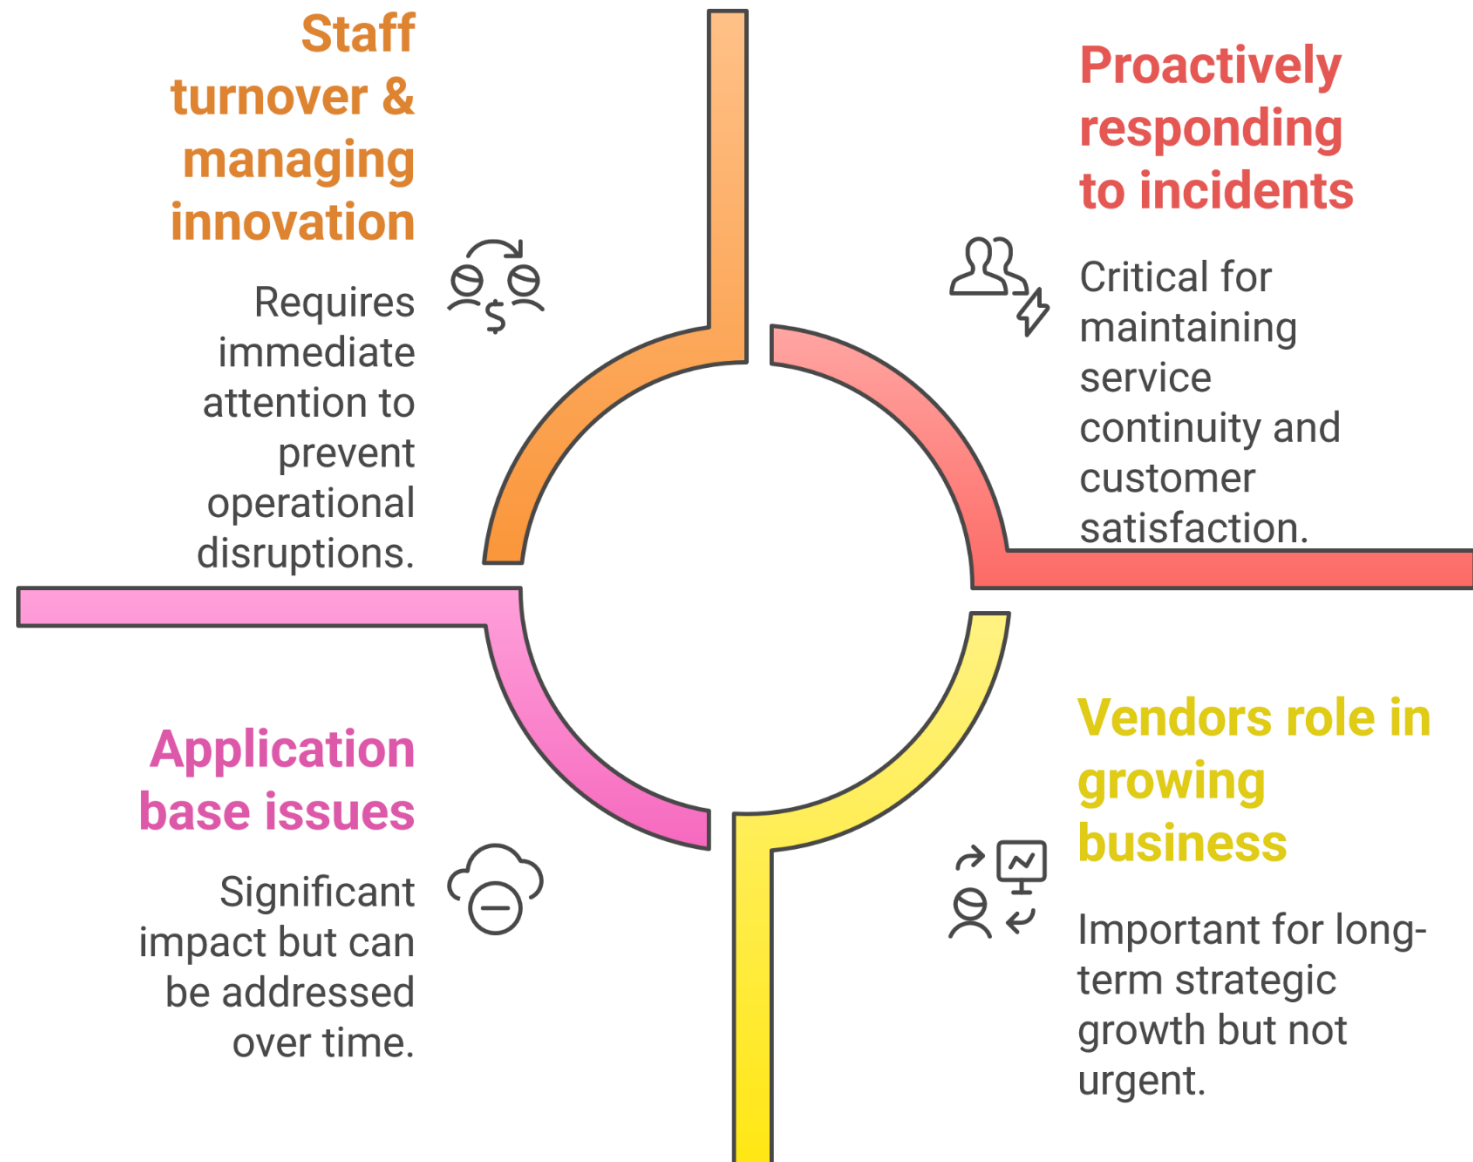 Staff
turnover &
managing
innovation
Requires
immediate
attention to
prevent
operational
disruptions.
Proactively
responding
to incidents
Critical for
maintaining
service
continuity and
customer
satisfaction.
Application
base issues
Significant
impact but can
be addressed
over time.
Vendors role in
growing
business
Important for long-
term strategic
growth but not
urgent.